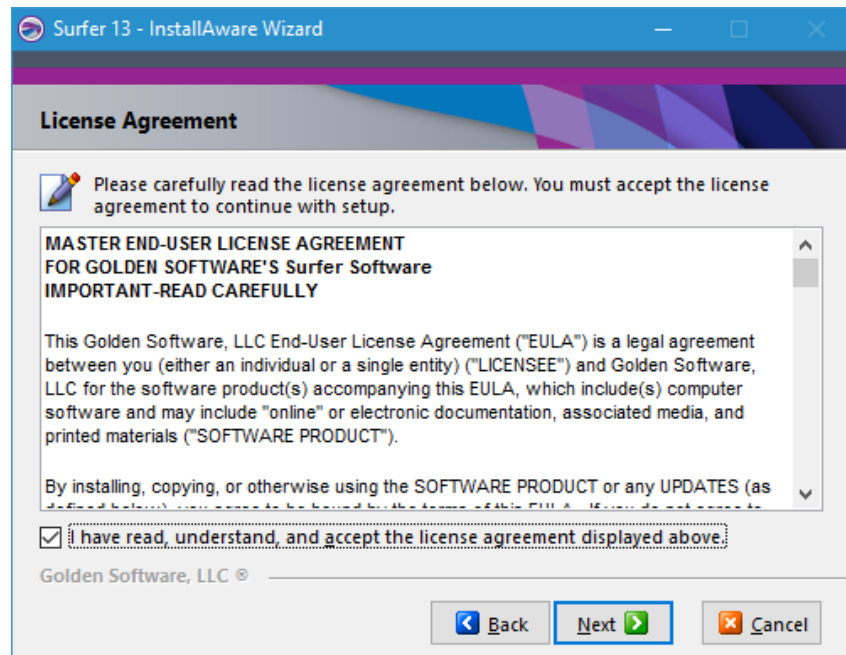 Surfer 13 - InstallAware Wizard
License Agreement
Please carefully read the license agreement below. You must accept the license
agreement to continue with setup.
MASTER END-USER LICENSE AGREEMENT
FOR GOLDEN SOFTWARE'S Surfer Software
IMPORTANT-READ CAREFULLY
This Golden Software, LLC End-User License Agreement ("EULA") is a legal agreement
between you (either an individual or a single entity) ("LICENSEE") and Golden Software,
LLC for the software product(s) accompanying this EULA, which include(s) computer
software and may include "online" or electronic documentation, associated media, and
printed materials ("SOFTWARE PRODUCT").
By installing, copying, or otherwise using the SOFTWARE PRODUCT or any UPDATES (as
I have read, understand, and accept the license agreement displayed above.
Golden Software, LLC ®
Back
Next
Cancel